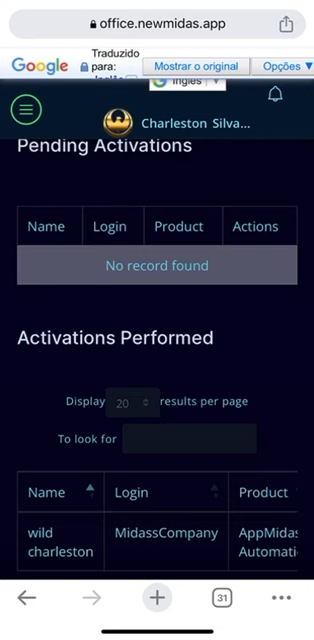 office.newmidas.app
Google
Traduzido
para:
Mostrar o original
Opções
Charleston Silva...
Pending Activations
Name Login Product Actions
No record found
Activations Performed
Display 20 results per page
To look for
Name Login Product
wild
charleston
MidassCompany
AppMidas
Automati
31